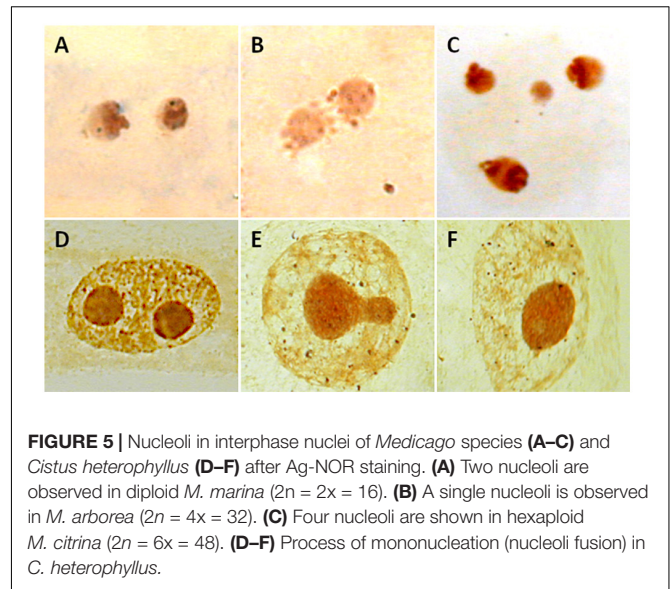 A B C
D E F
FIGURE 5 | Nucleoli in interphase nuclei of Medicago species (A–C) and
Cistus heterophyllus (D–F) after Ag-NOR staining. (A) Two nucleoli are
observed in diploid M. marina (2n = 2x = 16). (B) A single nucleoli is observed
in M. arborea (2n = 4x = 32). (C) Four nucleoli are shown in hexaploid
M. citrina (2n = 6x = 48). (D–F) Process of mononucleation (nucleoli fusion) in
C. heterophyllus.